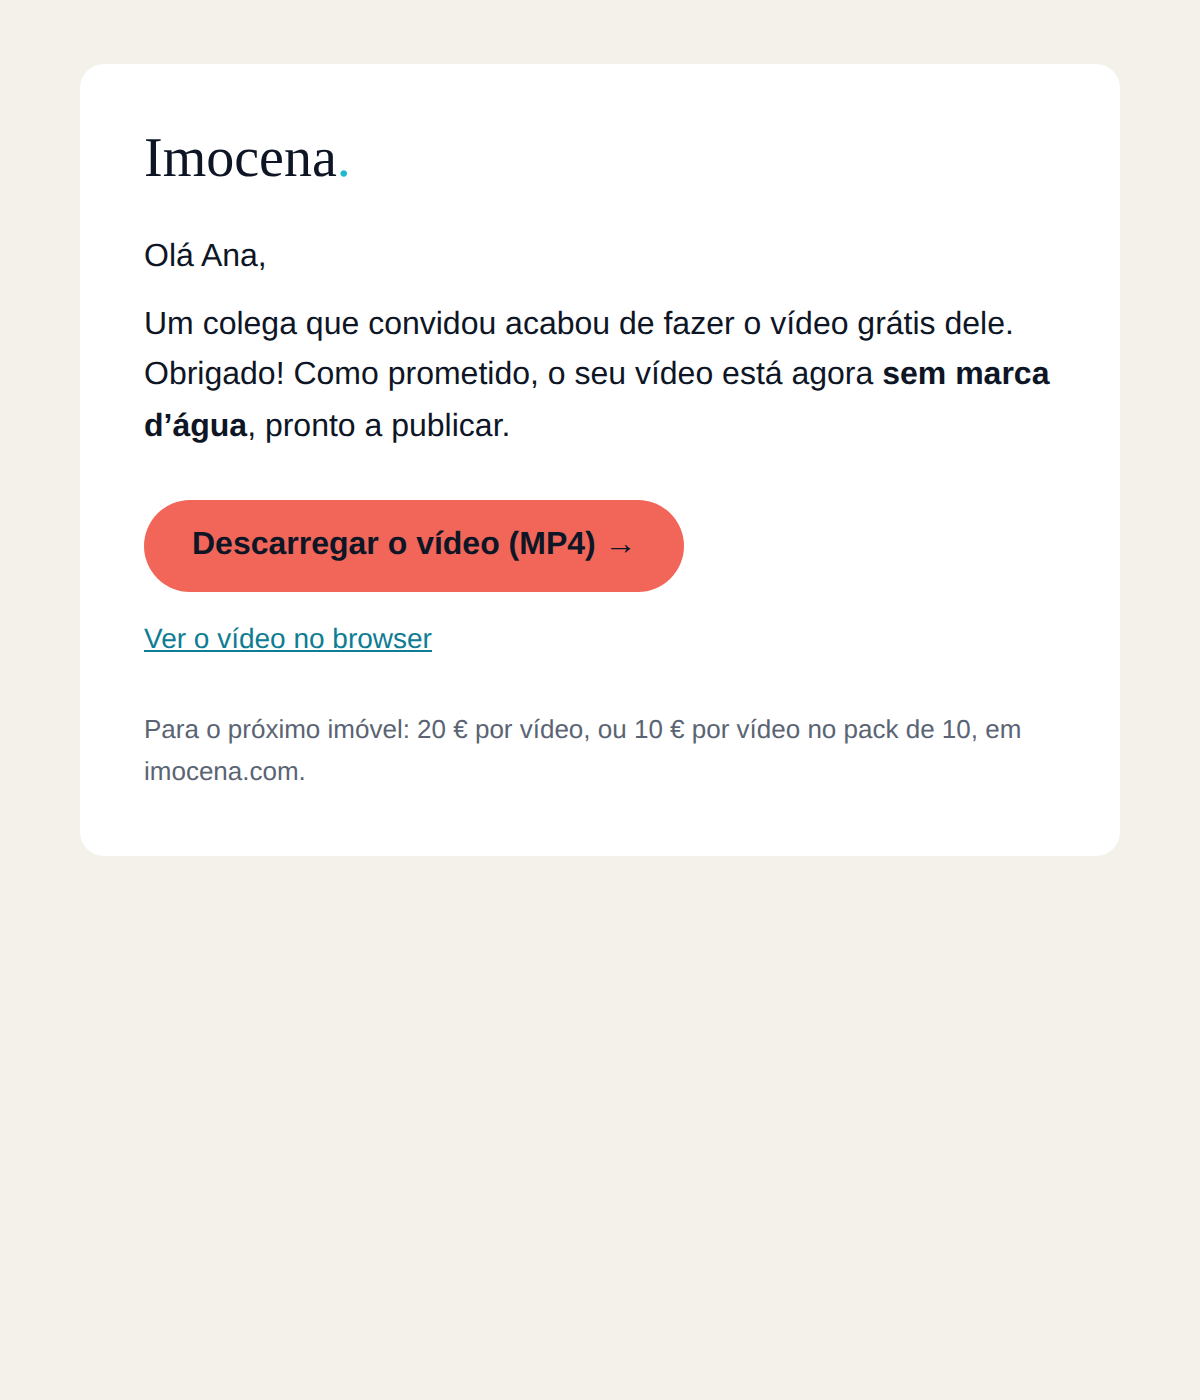 Imocena.
Olá Ana,
Um colega que convidou acabou de fazer o vídeo grátis dele.
Obrigado! Como prometido, o seu vídeo está agora sem marca
d’água, pronto a publicar.
Descarregar o vídeo (MP4) →
Ver o vídeo no browser
Para o próximo imóvel: 20 € por vídeo, ou 10 € por vídeo no pack de 10, em
imocena.com.